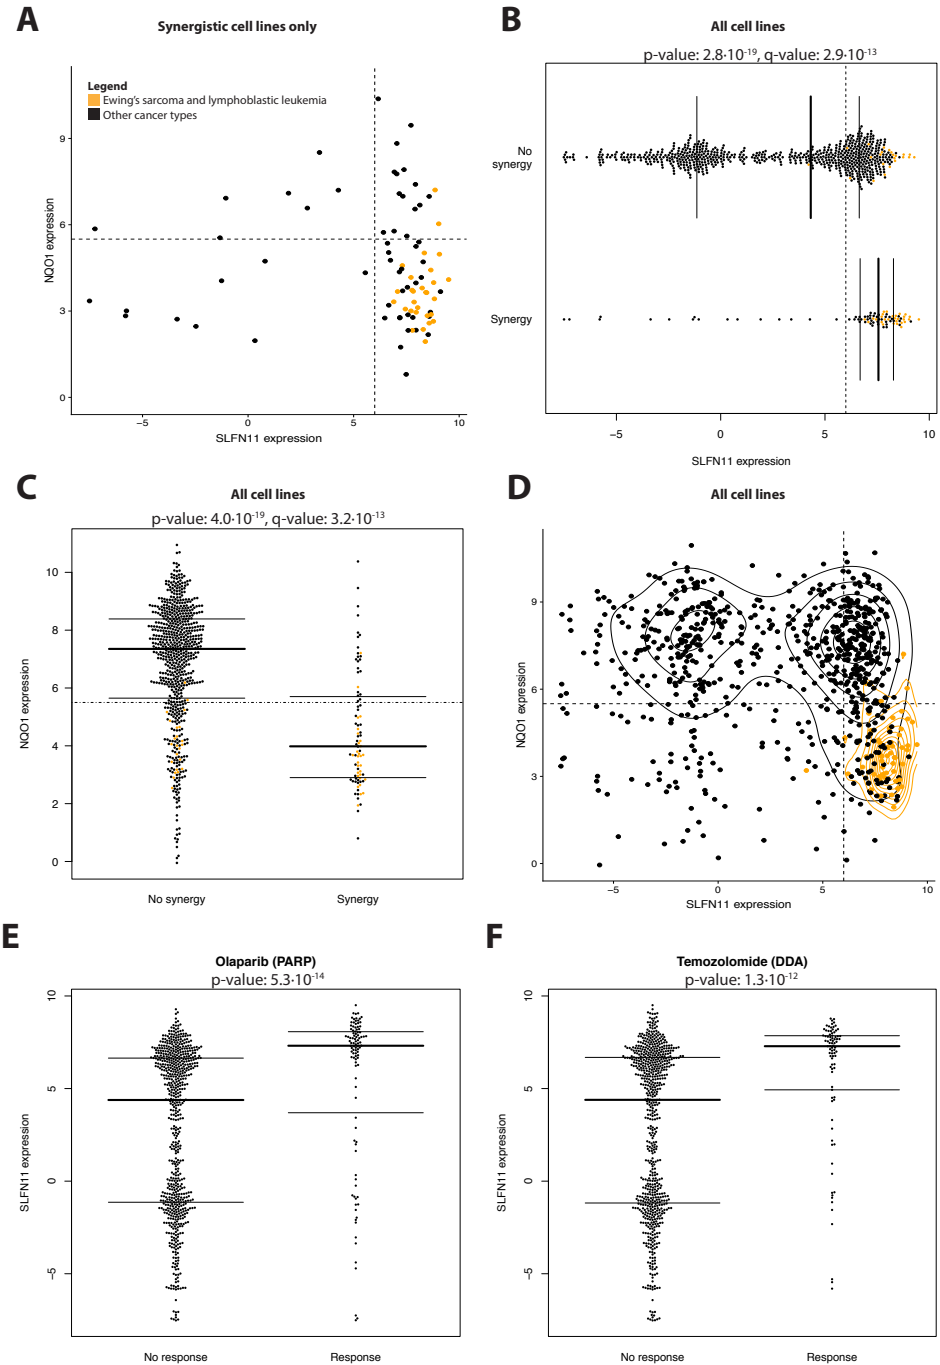 A
Synergistic cell lines only
Legend
Ewing's sarcoma and lymphoblastic leukemia
Other cancer types
NQO1 expression
9
6
3
0
−5
0
5
10
SLFN11 expression
B
All cell lines
p-value: 2.8·10-19, q-value: 2.9·10-13
No
synergy
Synergy
−5
0
5
10
SLFN11 expression
C
All cell lines
p-value: 4.0·10-19, q-value: 3.2·10-13
NQO1 expression
10
8
6
4
2
0
No synergy
Synergy
D
All cell lines
NQO1 expression
9
6
3
0
−5
0
5
10
SLFN11 expression
E
Olaparib (PARP)
p-value: 5.3·10-14
SLFN11 expression
10
5
0
−5
No response
Response
F
Temozolomide (DDA)
p-value: 1.3·10-12
SLFN11 expression
10
5
0
−5
No response
Response